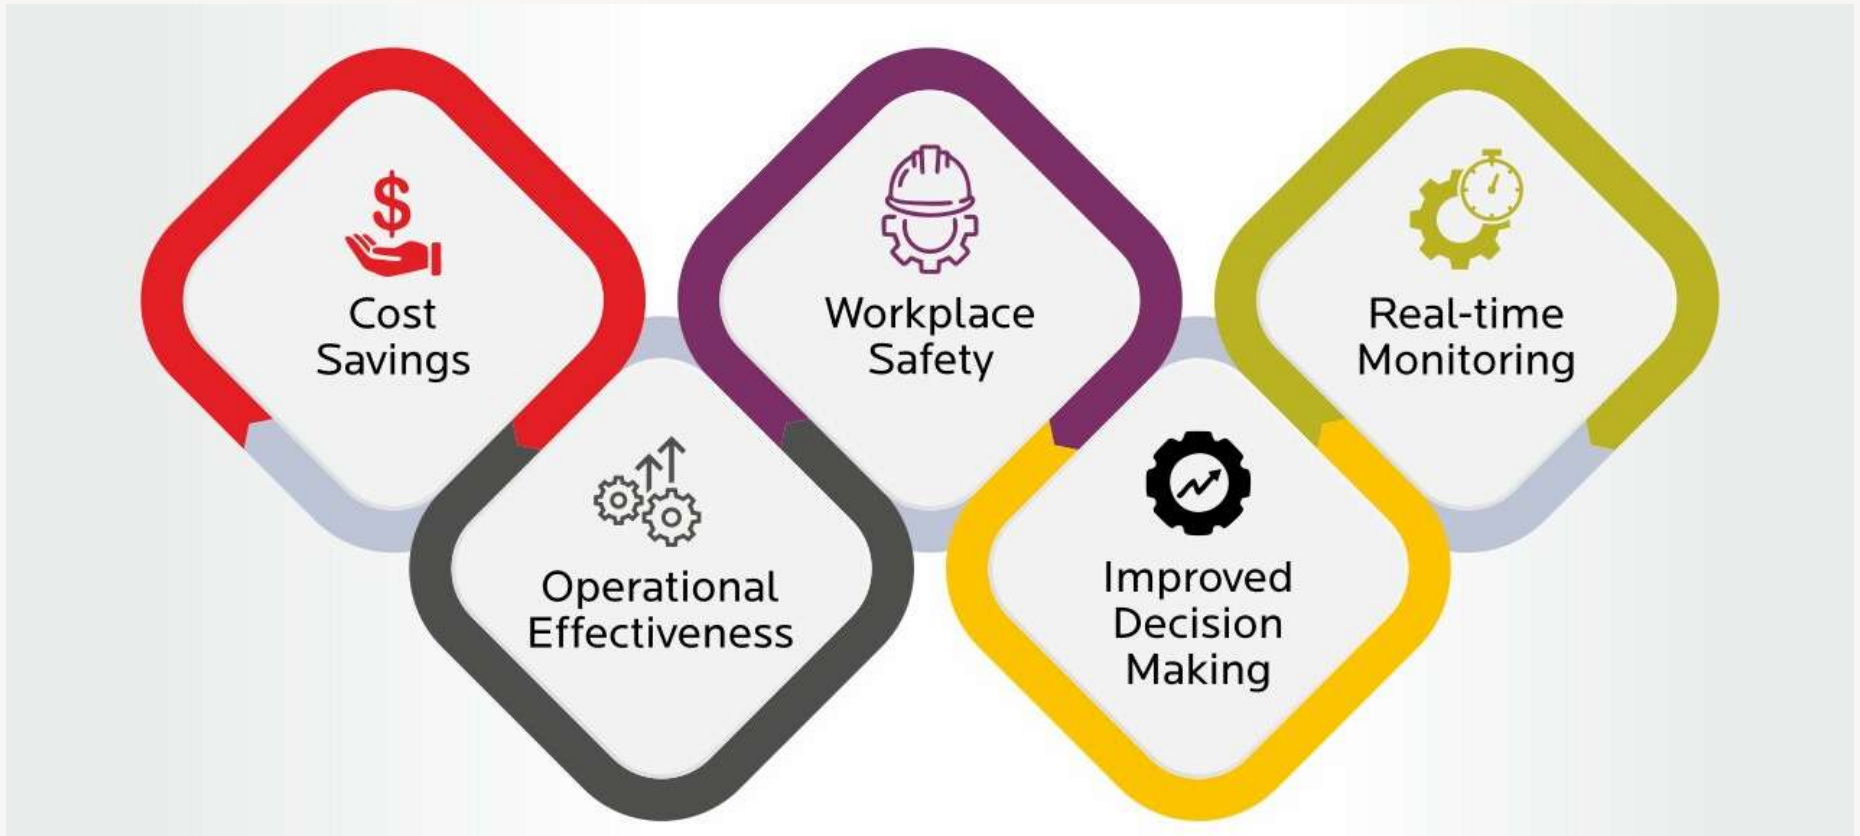 Cost
Savings
Operational
Effectiveness
Workplace
Safety
Improved
Decision
Making
Real-time
Monitoring